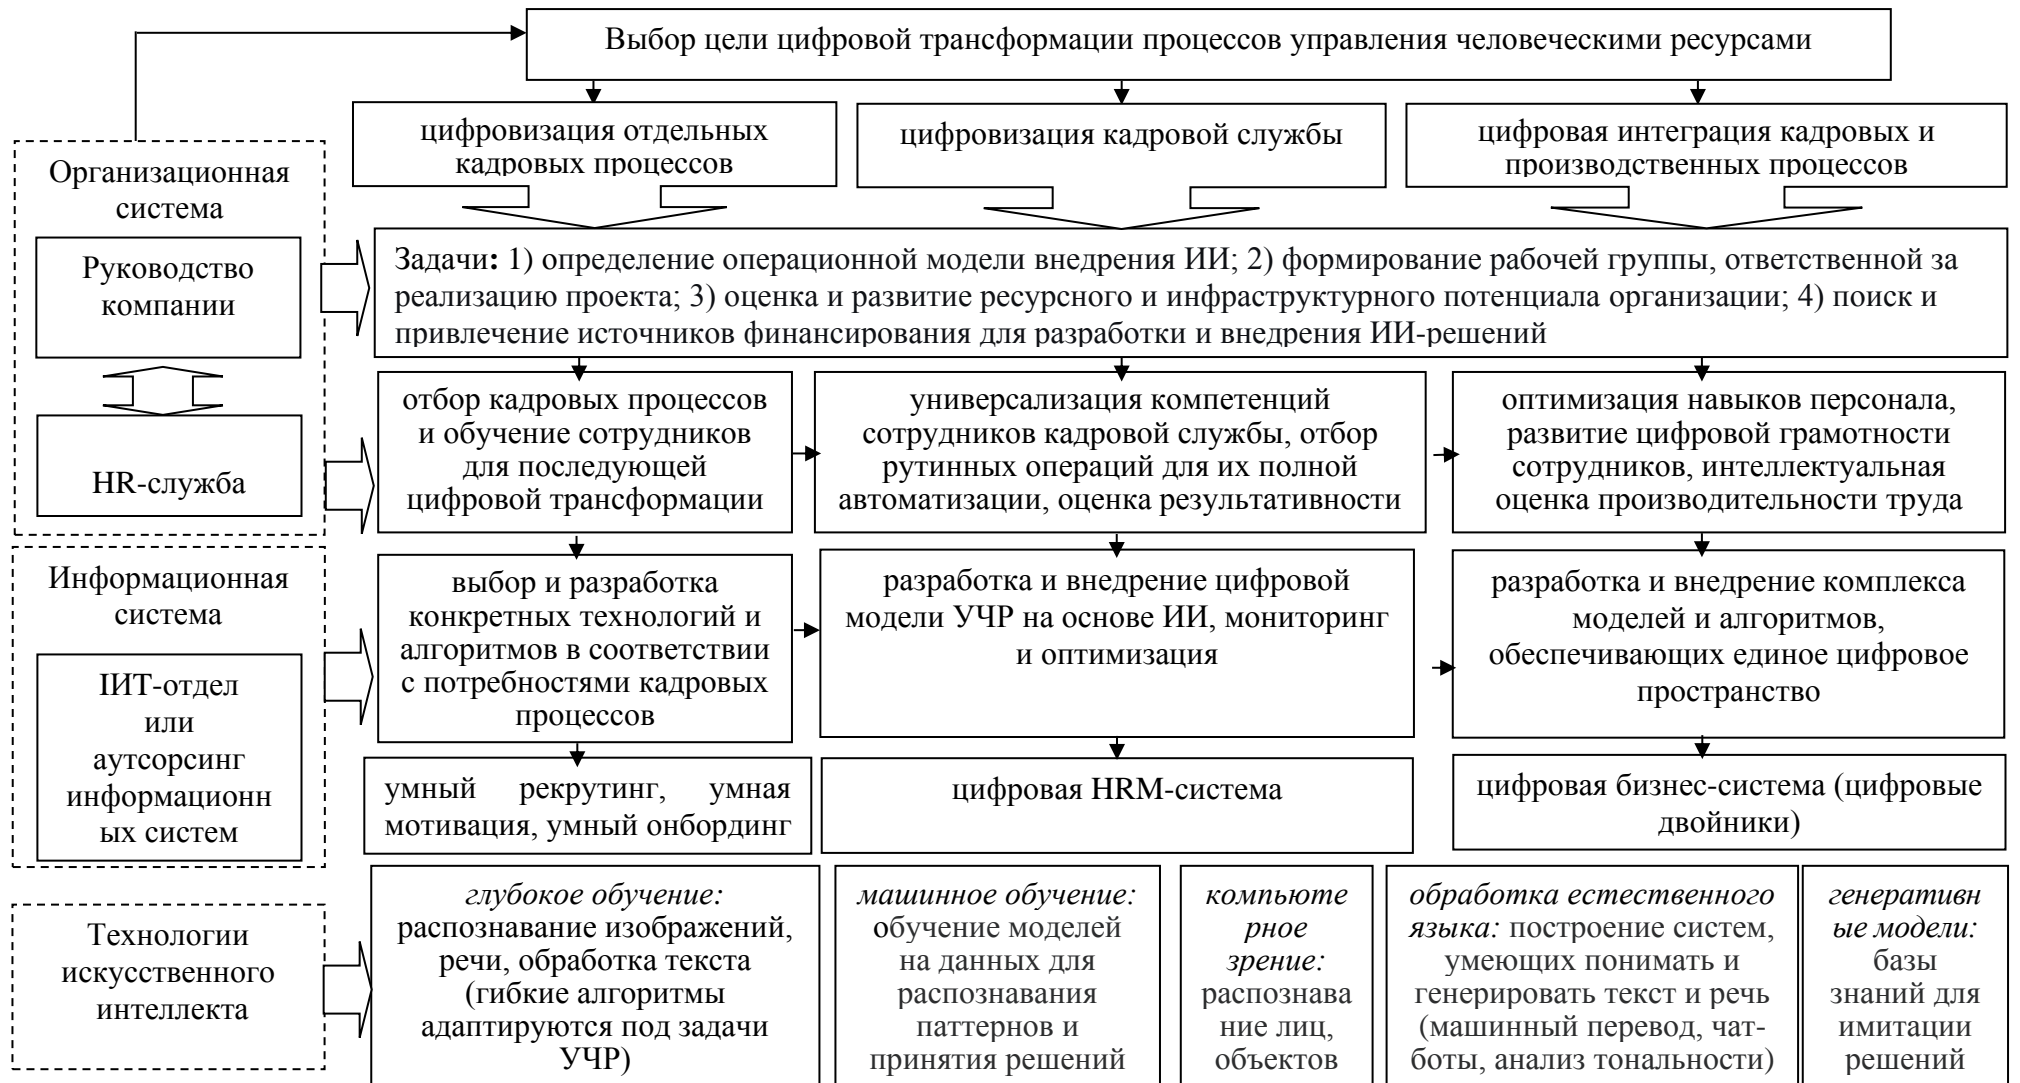 Выбор цели цифровой трансформации процессов управления человеческими ресурсами
цифровизация отдельных
кадровых процессов
цифровизация кадровой службы
цифровая интеграция кадровых и
производственных процессов
Организационная
система
Руководство
компании
HR-служба
Задачи: 1) определение операционной модели внедрения ИИ; 2) формирование рабочей группы, ответственной за
реализацию проекта; 3) оценка и развитие ресурсного и инфраструктурного потенциала организации; 4) поиск и
привлечение источников финансирования для разработки и внедрения ИИ-решений
отбор кадровых процессов
и обучение сотрудников
для последующей
цифровой трансформации
универсализация компетенций
сотрудников кадровой службы, отбор
рутинных операций для их полной
автоматизации, оценка результативности
оптимизация навыков персонала,
развитие цифровой грамотности
сотрудников, интеллектуальная
оценка производительности труда
Информационная
система
IИТ-отдел
или
аутсорсинг
информационн
ых систем
выбор и разработка
конкретных технологий и
алгоритмов в соответствии
с потребностями кадровых
процессов
разработка и внедрение цифровой
модели УЧР на основе ИИ, мониторинг
и оптимизация
разработка и внедрение комплекса
моделей и алгоритмов,
обеспечивающих единое цифровое
пространство
умный рекрутинг, умная
мотивация, умный онбординг
цифровая HRM-система
цифровая бизнес-система (цифровые
двойники)
Технологии
искусственного
интеллекта
глубокое обучение:
распознавание изображений,
речи, обработка текста
(гибкие алгоритмы
адаптируются под задачи
УЧР)
машинное обучение:
обучение моделей
на данных для
распознавания
паттернов и
принятия решений
компьюте
рное
зрение:
распознава
ние лиц,
объектов
обработка естественного
языка: построение систем,
умеющих понимать и
генерировать текст и речь
(машинный перевод, чат-
боты, анализ тональности)
генеративн
ые модели:
базы
знаний для
имитации
решений